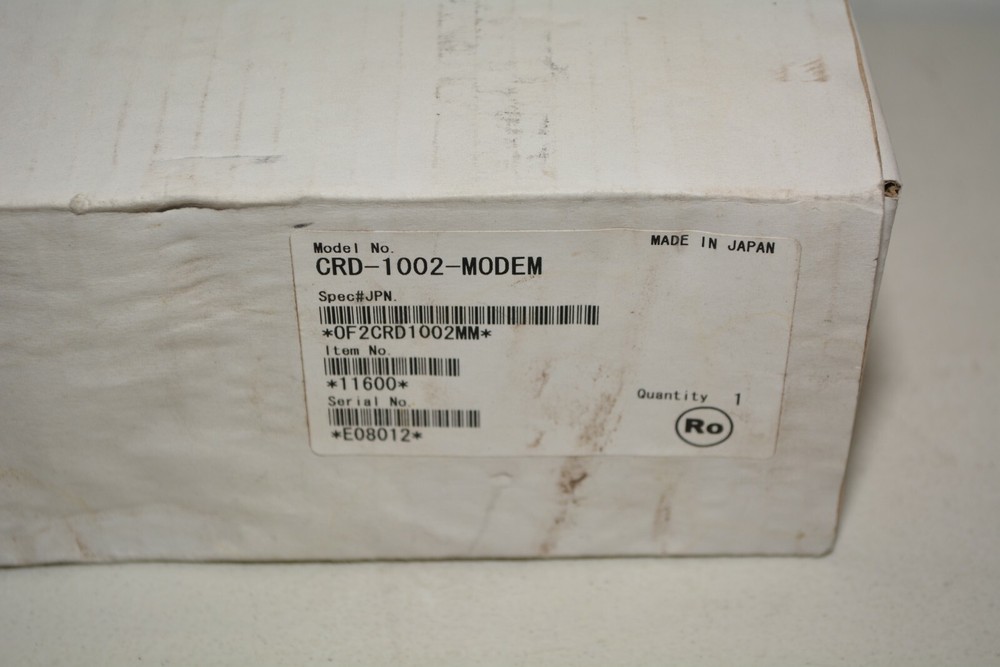 Model No.
MADE IN JAPAN
CRD-1002-MODEM
Spec#JPN.
*0F2CRD1002MM*
Item No.
*11600*
Serial No.
*E08012*
Quantity 1
Ro